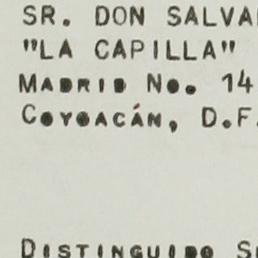 SR. DON SALVA
"LA CAPILLA"
MADRID NO. 14
COYOACÁN, D.F.
DISTINGUIDO S